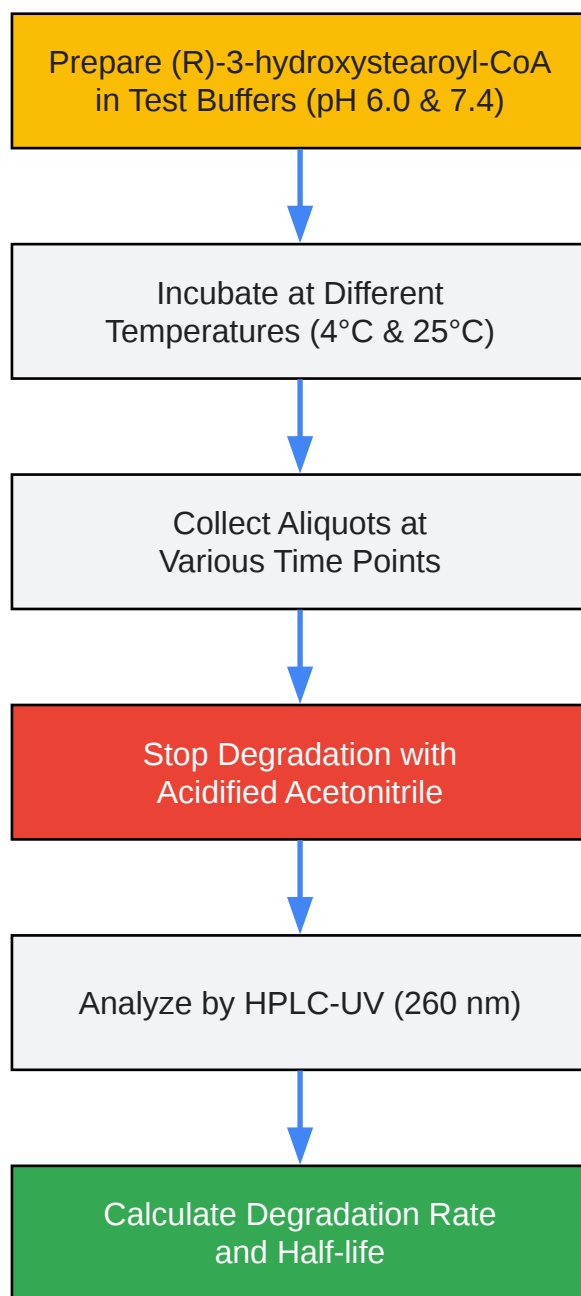 Prepare (R)-3-hydroxystearoyl-CoA
in Test Buffers (pH 6.0 & 7.4)
Incubate at Different
Temperatures (4°C & 25°C)
Collect Aliquots at
Various Time Points
Stop Degradation with
Acidified Acetonitrile
Analyze by HPLC-UV (260 nm)
Calculate Degradation Rate
and Half-life